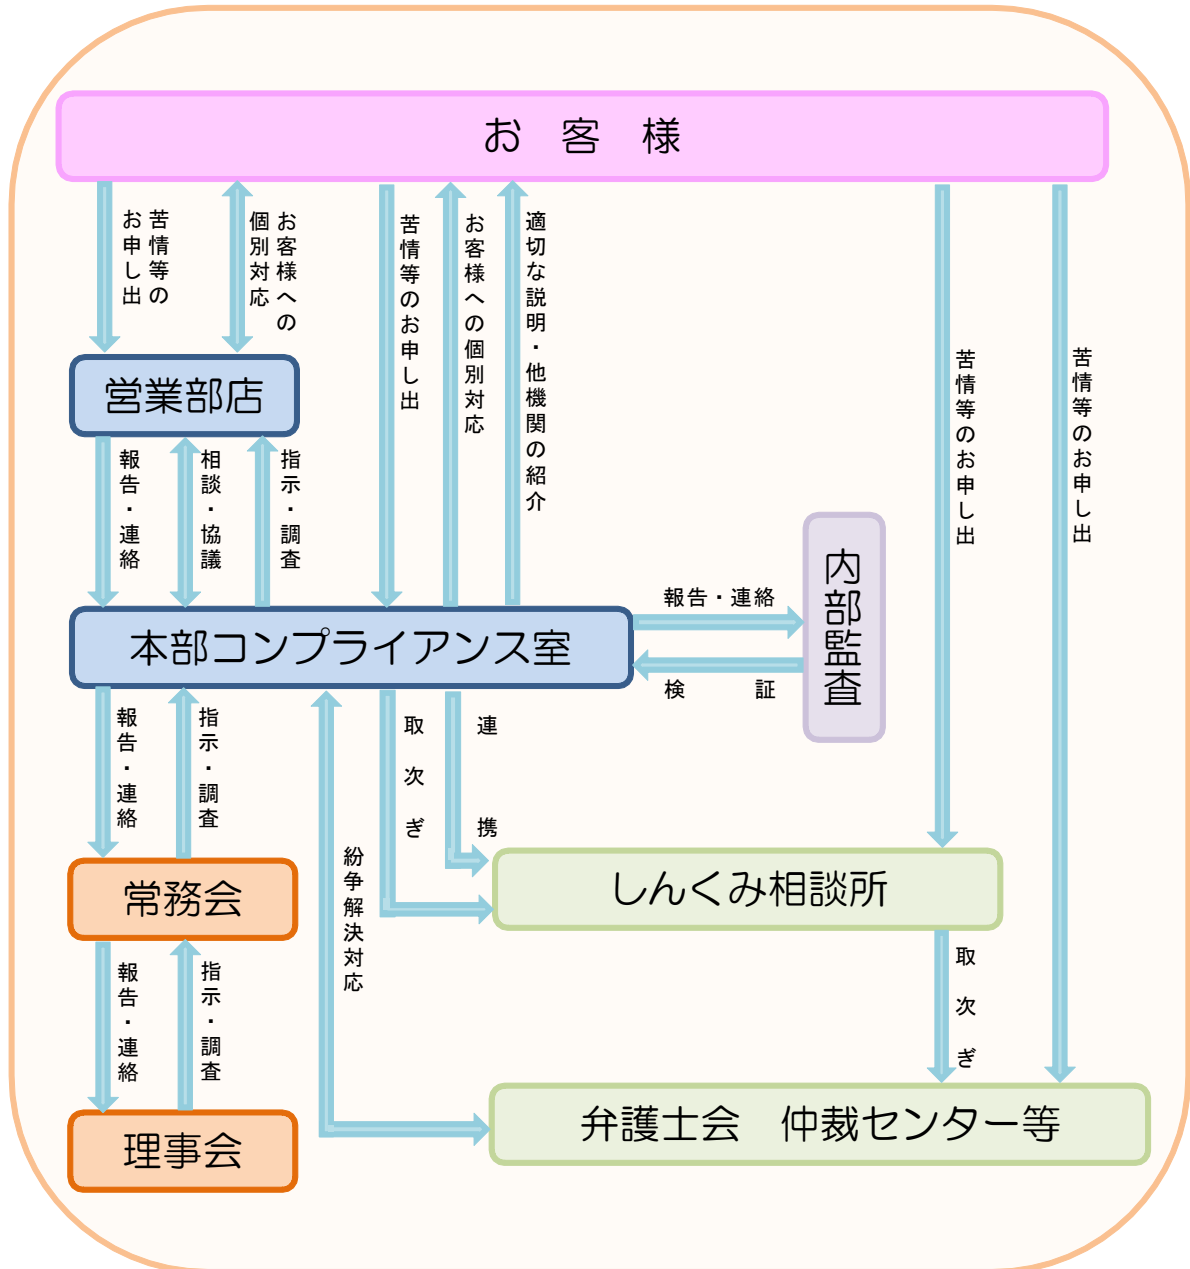 お　客　様
苦情等の
お申し出
お客様への
個別対応
苦情等のお申し出
お客様への個別対応
適切な説明・他機関の紹介
苦情等のお申し出
苦情等のお申し出
営業部店
報告・連絡
相談・協議
指示・調査
内部監査
報告・連絡
検　証
本部コンプライアンス室
報告・連絡
指示・調査
取次ぎ
連携
紛争解決対応
常務会
しんくみ相談所
報告・連絡
指示・調査
取次ぎ
理事会
弁護士会　仲裁センター等